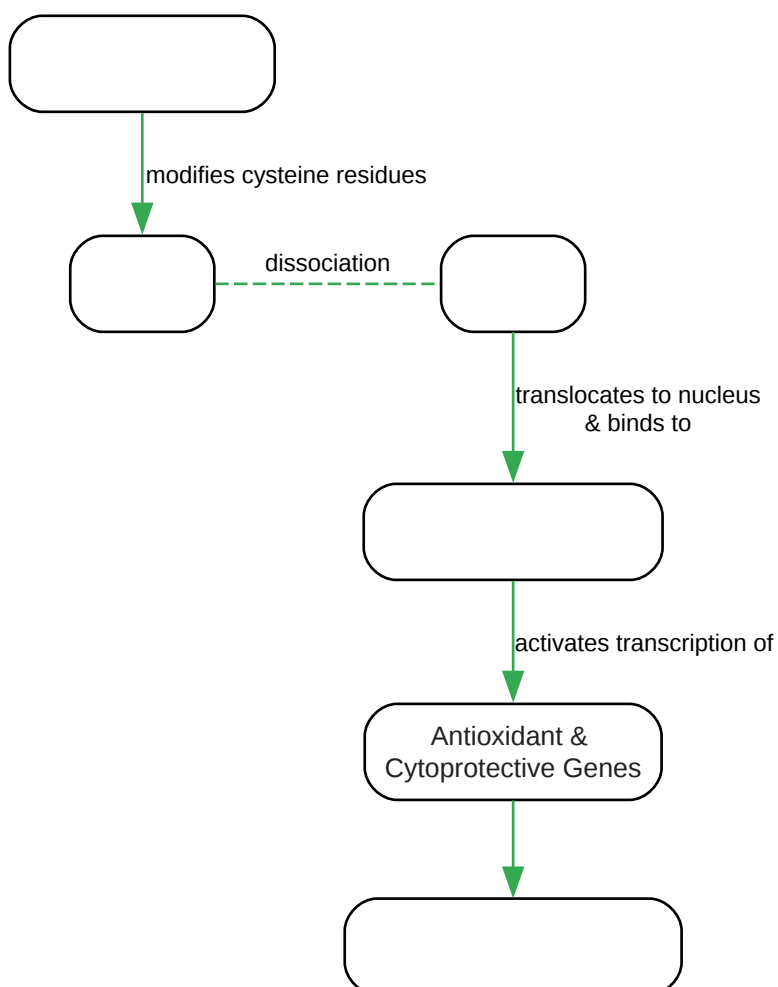 modifies cysteine residues
dissociation
translocates to nucleus
& binds to
activates transcription of
Antioxidant &
Cytoprotective Genes